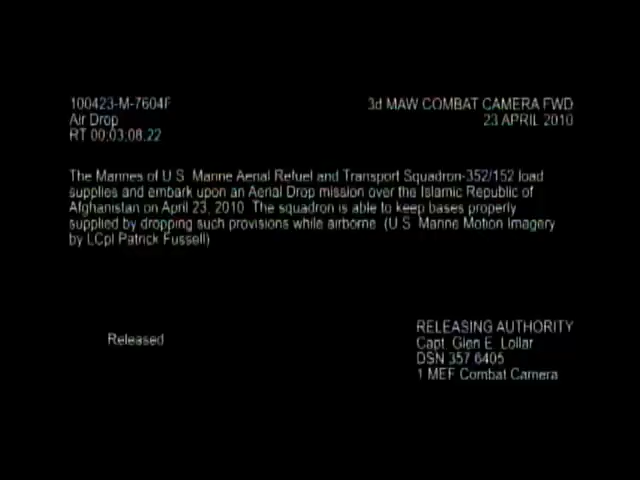 100423-M-7604F
3d MAW COMBAT CAMERA FWD
Air Drop
23 APRIL 2010
RT 00:03:08;22
The Marines of U.S. Marine Aerial Refuel and Transport Squadron-352/152 load
supplies and embark upon an Aerial Drop mission over the Islamic Republic of
Afghanistan on April 23, 2010. The squadron is able to keep bases properly
supplied by dropping such provisions while airborne. (U.S. Marine Motion Imagery
by LCpl Patrick Fussell)
RELEASING AUTHORITY
Released
Capt. Glen E. Lollar
DSN 357 6405
1 MEF Combat Camera